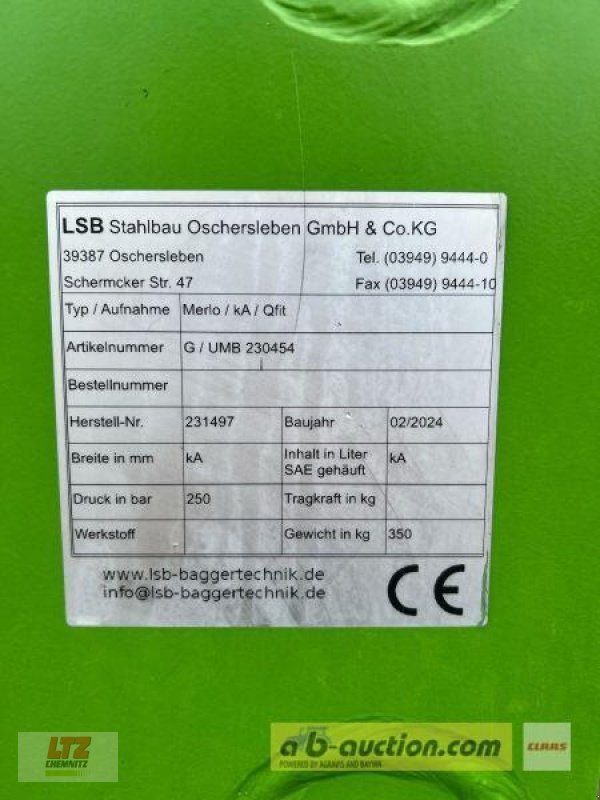 LSB Stahlbau Oschersleben GmbH & Co.KG
39387 Oschersleben Tel. (03949) 9444-0
Schermcker Str. 47 Fax (03949) 9444-10
Typ / Aufnahme Merlo / kA / Qfit
Artikelnummer G / UMB 230454
Bestellnummer
Herstell-Nr. 231497 Baujahr 02/2024
Breite in mm kA Inhalt in Liter SAE gehäuft kA
Druck in bar 250 Tragkraft in kg
Werkstoff Gewicht in kg 350
www.lsb-baggertechnik.de
info@lsb-baggertechnik.de
CE
LTZ
CHEMNITZ
a'b-auction.com
POWERED BY AGRAVIS AND BAYWA
CLAAS